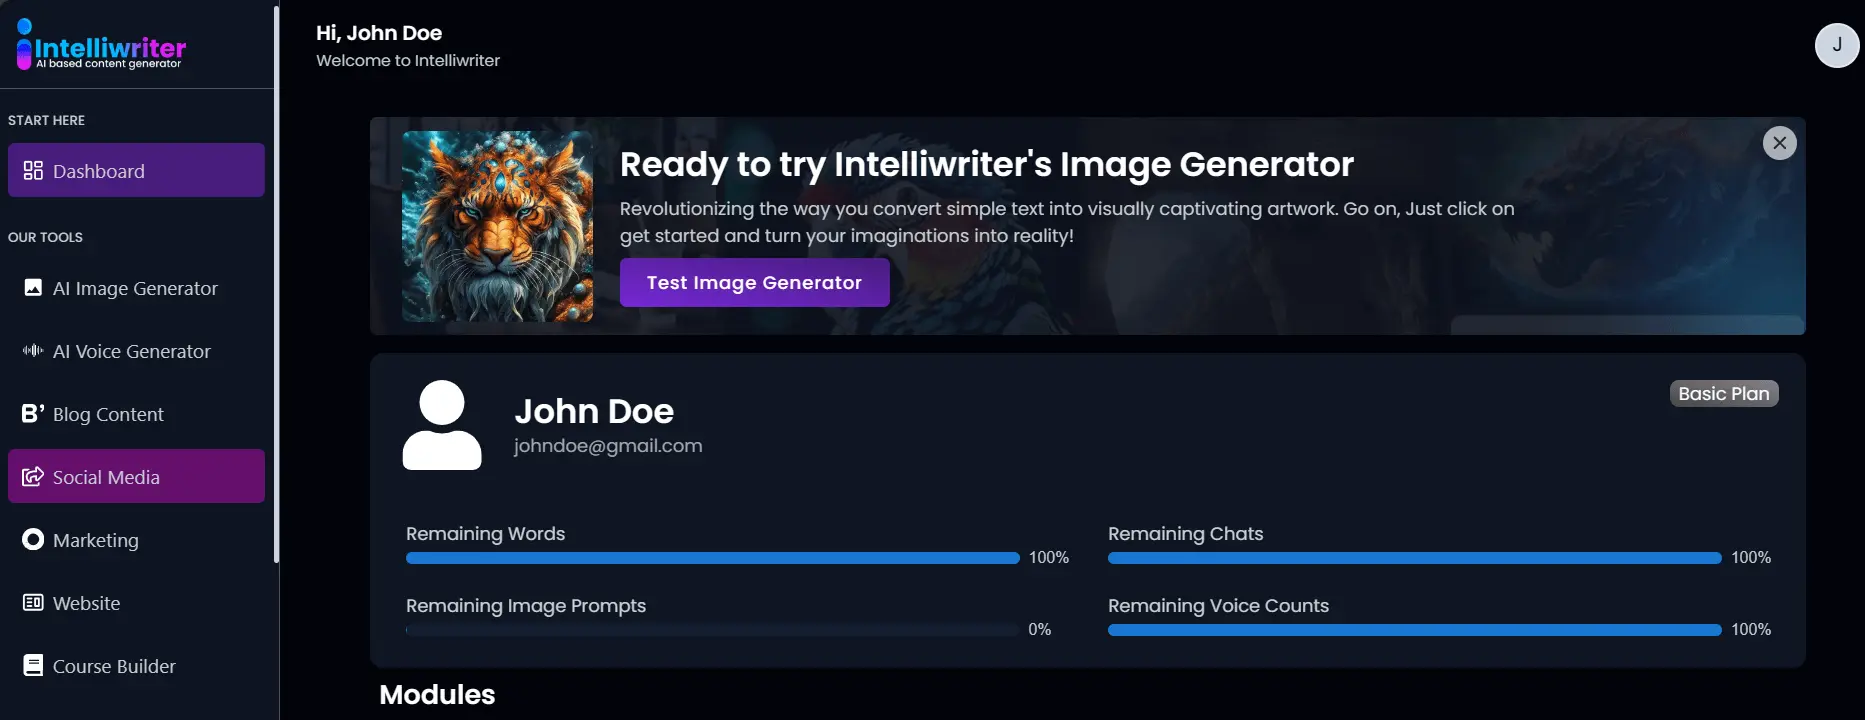 Intelliwriter
AI based content generator
START HERE
Dashboard
OUR TOOLS
AI Image Generator
AI Voice Generator
Blog Content
Social Media
Marketing
Website
Course Builder
Hi, John Doe
Welcome to Intelliwriter
J
Ready to try Intelliwriter's Image Generator
Revolutionizing the way you convert simple text into visually captivating artwork. Go on, Just click on
get started and turn your imaginations into reality!
Test Image Generator
John Doe
johndoe@gmail.com
Basic Plan
Remaining Words
100%
Remaining Chats
100%
Remaining Image Prompts
0%
Remaining Voice Counts
100%
Modules